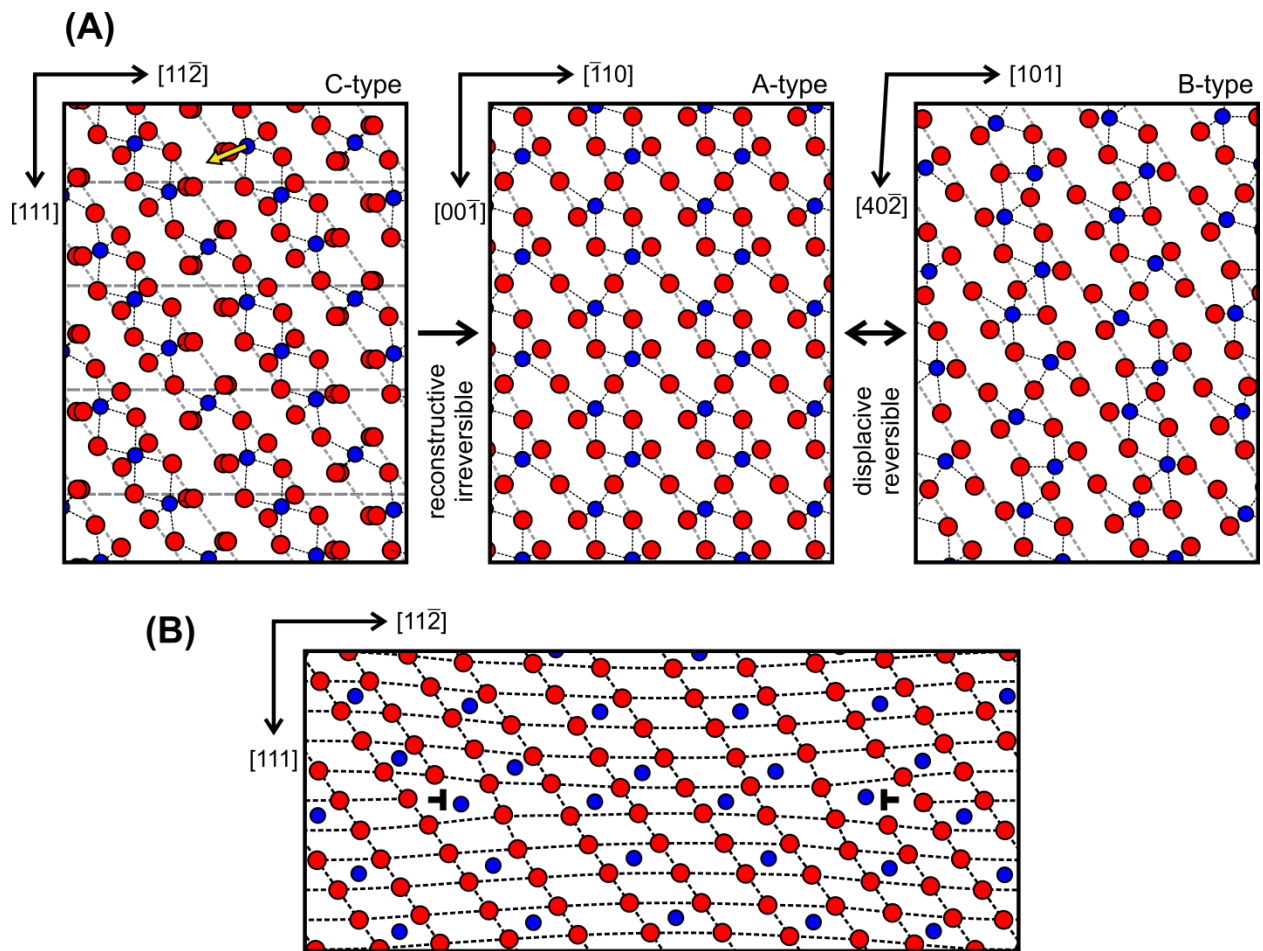 (A)
[112̄]
C-type
[1̄10]
A-type
[101]
B-type
[111]
[001̄]
[402̄]
reconstructive
irreversible
displacive
reversible
(B)
[112̄]
[111]